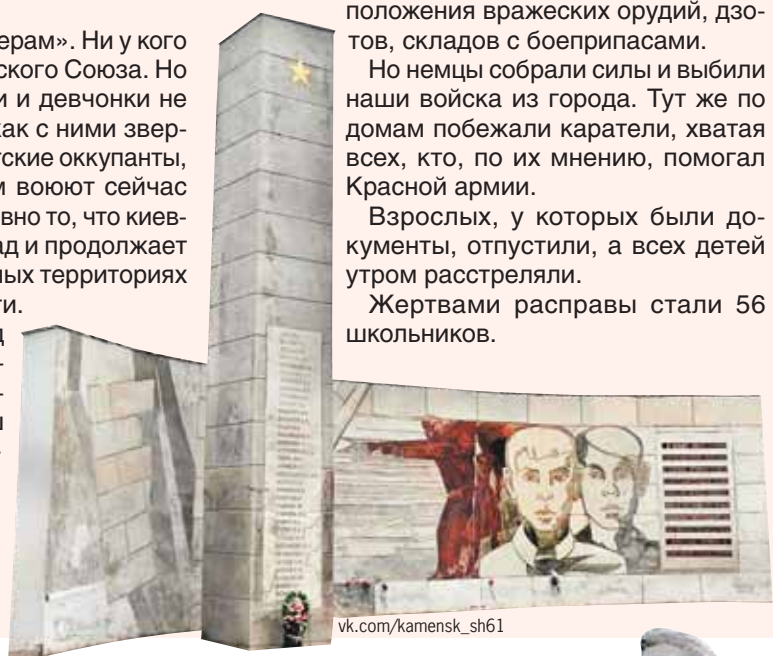 ерам». Ни у кого
ского Союза. Но
и и девчонки не
как с ними звер-
ские оккупанты,
м воюют сейчас
вно то, что киев-
ад и продолжает
ных территориях
ти.
д
-
-
положения вражеских орудий, дзо-
тов, складов с боеприпасами.
Но немцы собрали силы и выбили
наши войска из города. Тут же по
домам побежали каратели, хватая
всех, кто, по их мнению, помогал
Красной армии.
Взрослых, у которых были до-
кументы, отпустили, а всех детей
утром расстреляли.
Жертвами расправы стали 56
школьников.
vk.com/kamensk_sh61